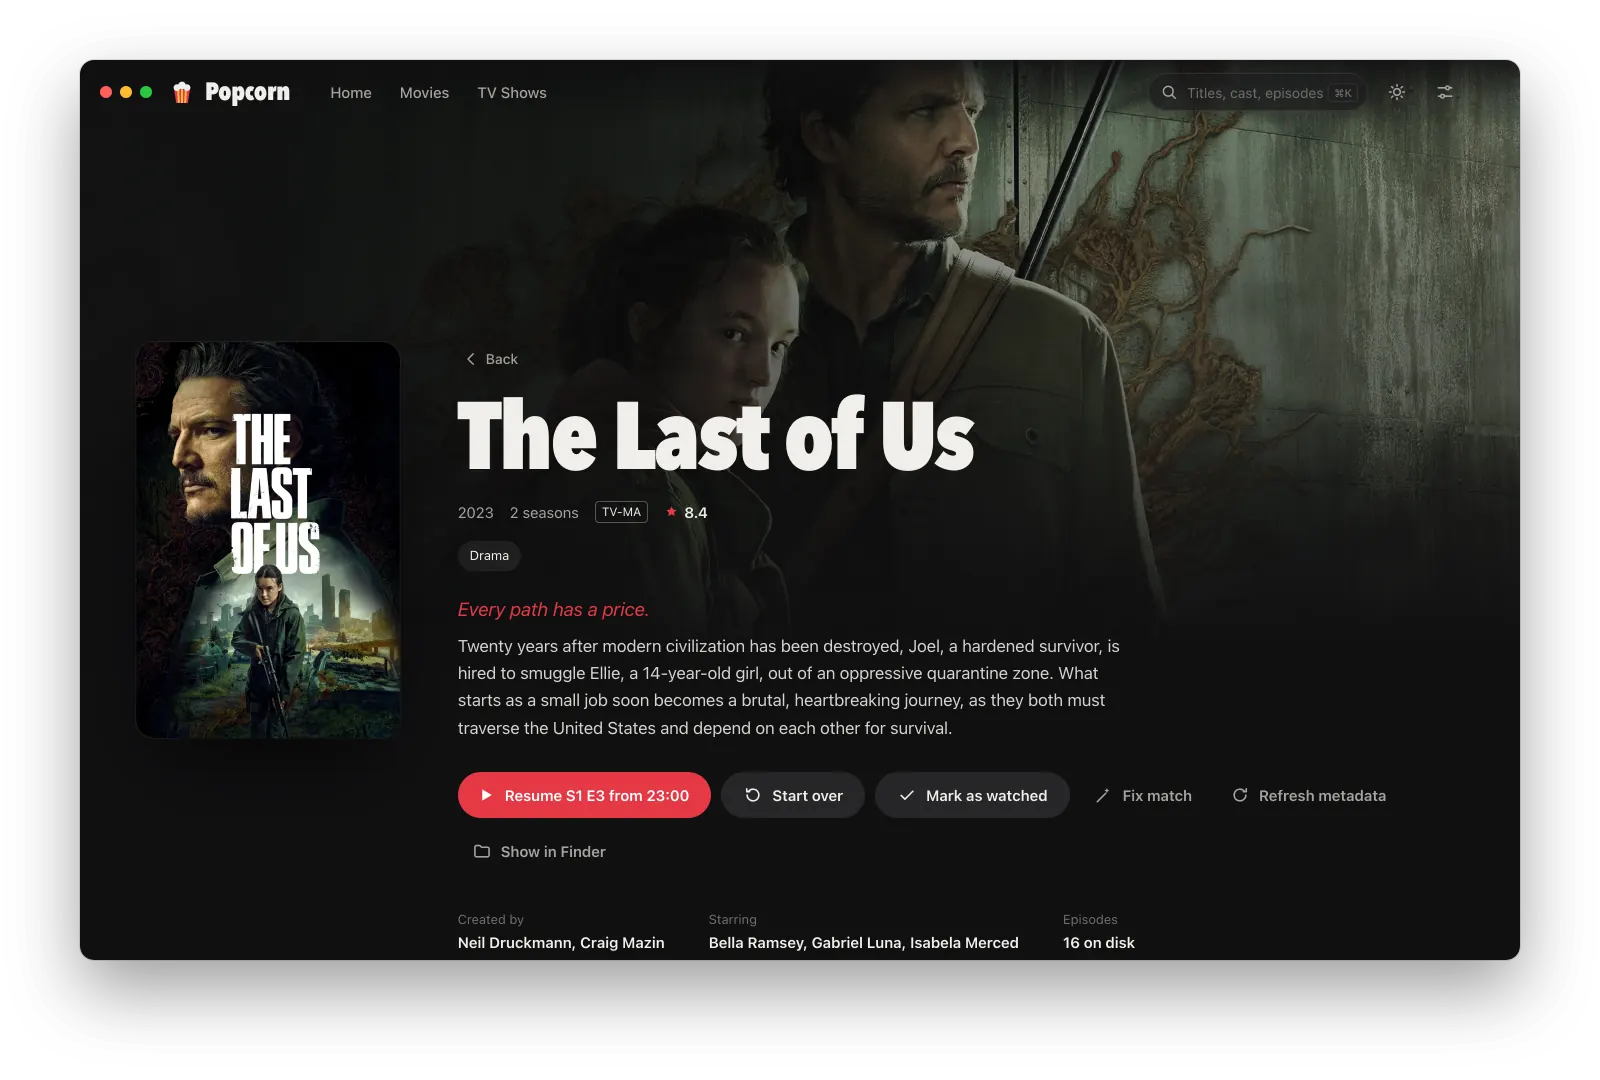 Popcorn
Home
Movies
TV Shows
Titles, cast, episodes
⌘K
Back
The Last of Us
THE
LAST
OF US
2023
2 seasons
TV-MA
★ 8.4
Drama
Every path has a price.
Twenty years after modern civilization has been destroyed, Joel, a hardened survivor, is
hired to smuggle Ellie, a 14-year-old girl, out of an oppressive quarantine zone. What
starts as a small job soon becomes a brutal, heartbreaking journey, as they both must
traverse the United States and depend on each other for survival.
Resume S1 E3 from 23:00
Start over
Mark as watched
Fix match
Refresh metadata
Show in Finder
Created by
Neil Druckmann, Craig Mazin
Starring
Bella Ramsey, Gabriel Luna, Isabela Merced
Episodes
16 on disk